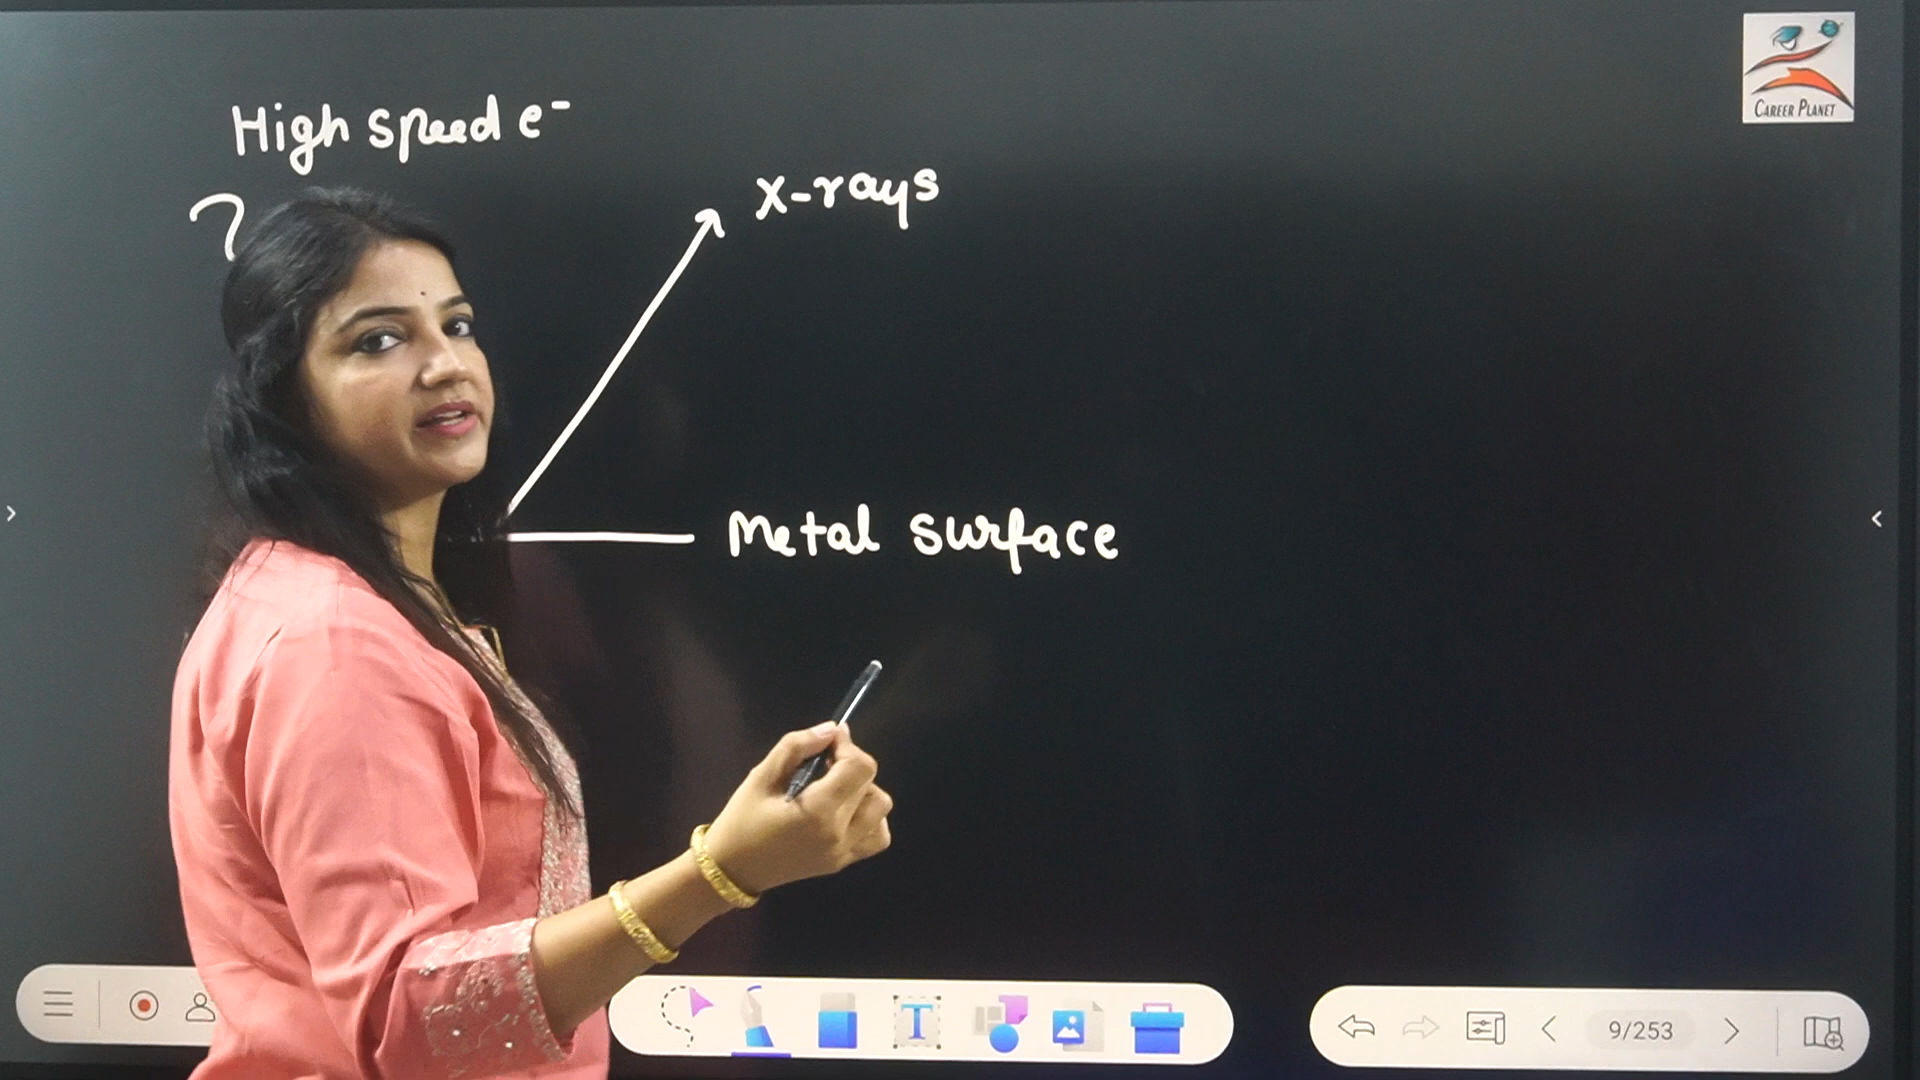 High speed e⁻
X-rays
CAREER PLANET
Metal surface
T
9/253